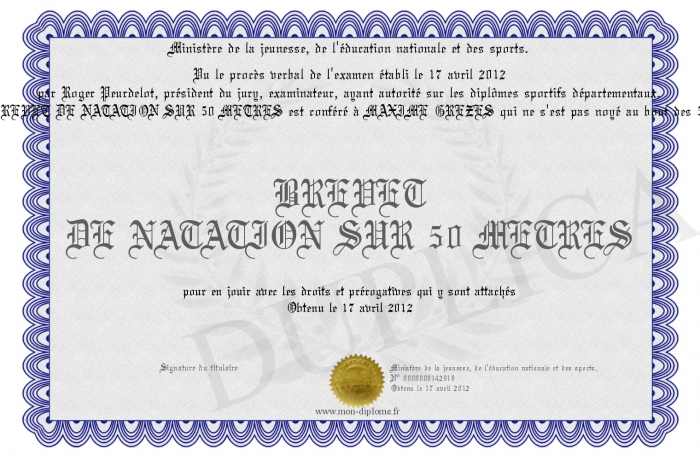 Ministère de la jeunesse, de l'éducation nationale et des sports.
Vu le procès verbal de l'examen établi le 17 avril 2012
par Roger Peurdelot, président du jury, examinateur, ayant autorité sur les diplômes sportifs départementaux,
REVET DE NATATION SUR 50 METRES est conféré à MAXIME GREZES qui ne s'est pas noyé au bout des 5
BREVET
DE NATATION SUR 50 METRES
DUPLICA
pour en jouir avec les droits et prérogatives qui y sont attachés
Obtenu le 17 avril 2012
Signature du titulaire
Ministère de la jeunesse, de l'éducation nationale et des sports.
N° 0000000142919
Obtenu le 17 avril 2012
www.mon-diplome.fr